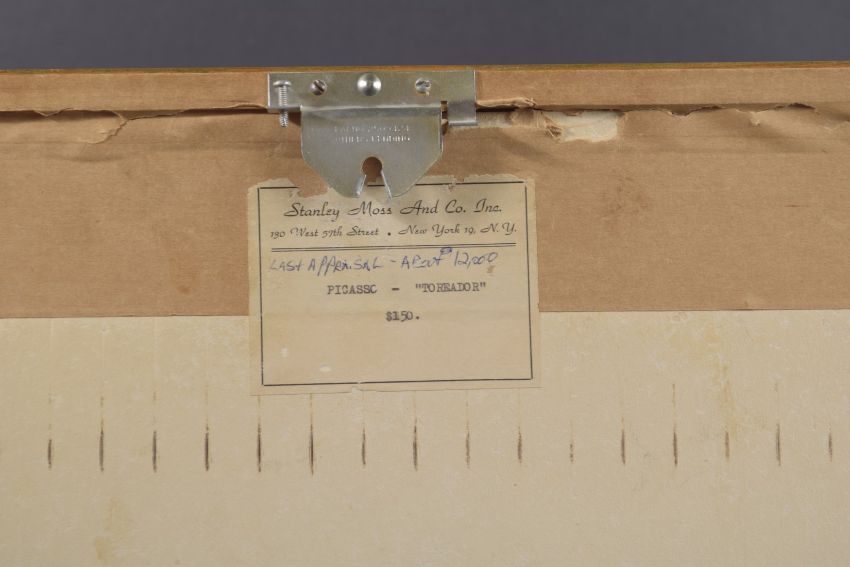 Stanley Moss And Co. Inc.
130 West 57th Street . New York 19, N.Y.
LAST APPRAISAL - ABOUT $12,000
PICASSO - "TOREADOR"
$150.